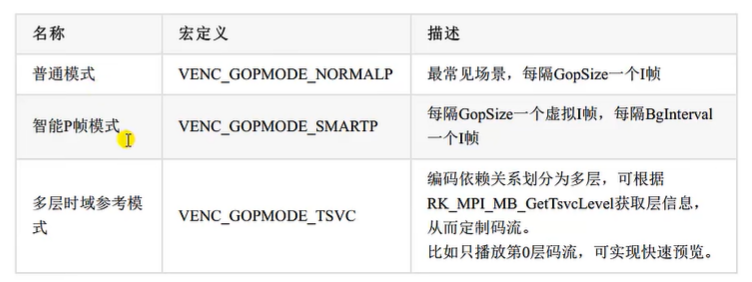 名称 宏定义 描述
普通模式 VENC_GOPMODE_NORMALP 最常见场景，每隔GopSize一个I帧
智能P帧模式 VENC_GOPMODE_SMARTP 每隔GopSize一个虚拟I帧，每隔BgInterval
一个I帧
多层时域参考模
式
VENC_GOPMODE_TSVC
编码依赖关系划分为多层，可根据
RK_MPI_MB_GetTsvcLevel获取层信息，
从而定制码流。
比如只播放第0层码流，可实现快速预览。